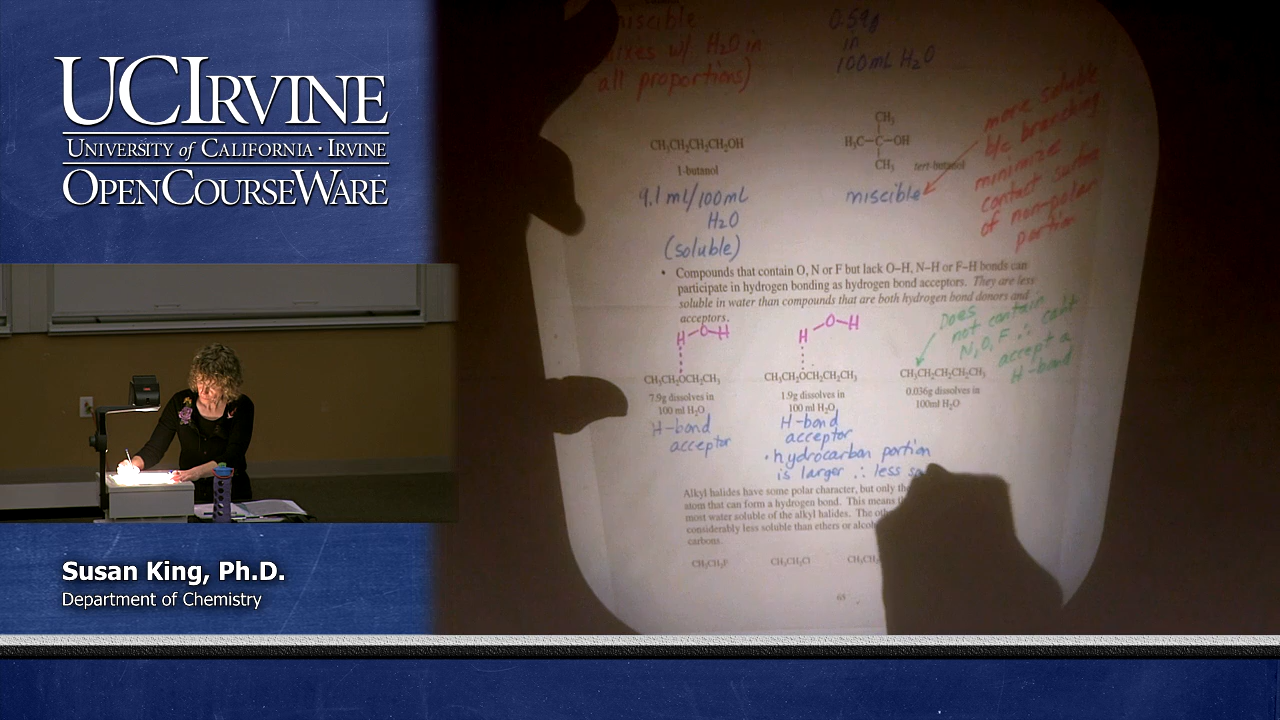 UCIRVINE
UNIVERSITY of CALIFORNIA · IRVINE
OPENCOURSEWARE
Susan King, Ph.D.
Department of Chemistry
miscible
mixes w/ H₂O in
all proportions)
0.59g
in
100mL H₂O
CH₃CH₂CH₂CH₂OH
1-butanol
9.1 mL/100mL
H₂O
(soluble)
CH₃
H₃C–C–OH
CH₃
tert-butanol
miscible
more soluble
b/c branching
minimize
contact surface
of non-polar
portion
• Compounds that contain O, N or F but lack O–H, N–H or F–H bonds can
participate in hydrogen bonding as hydrogen bond acceptors. They are less
soluble in water than compounds that are both hydrogen bond donors and
acceptors.
H–O–H
H–O–H
Does
not contain
N, O, F ∴ can't
accept a
H-bond
CH₃CH₂OCH₂CH₃
7.9g dissolves in
100 ml H₂O
H-bond
acceptor
CH₃CH₂OCH₂CH₂CH₃
1.9g dissolves in
100 ml H₂O
H-bond
acceptor
· hydrocarbon portion
is larger ∴ less so
CH₃CH₂CH₂CH₂CH₃
0.036g dissolves in
100ml H₂O
Alkyl halides have some polar character, but only the
atom that can form a hydrogen bond. This means
most water soluble of the alkyl halides. The
considerably less soluble than ethers or
carbons.
CH₃CH₂F
CH₃CH₂Cl
65